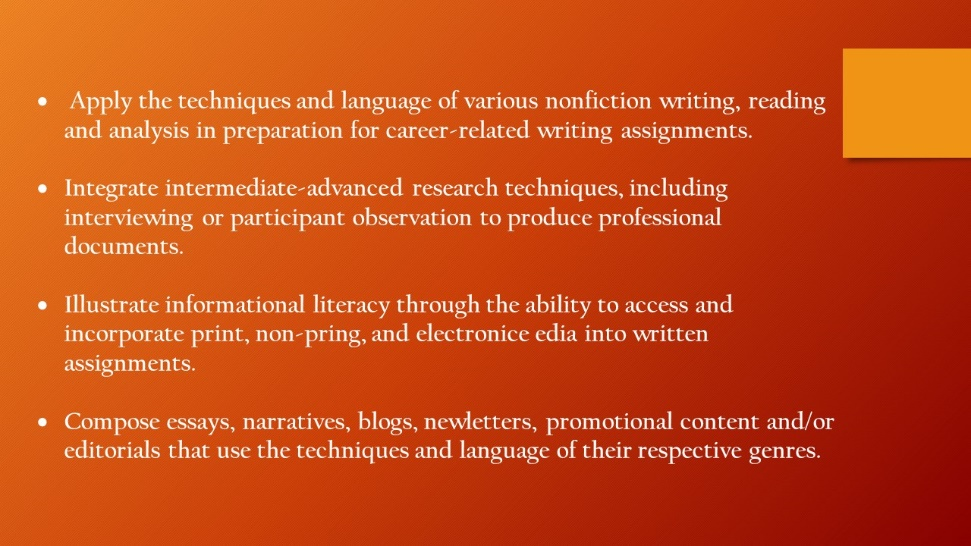 • Apply the techniques and language of various nonfiction writing, reading
and analysis in preparation for career-related writing assignments.
• Integrate intermediate-advanced research techniques, including
interviewing or participant observation to produce professional
documents.
• Illustrate informational literacy through the ability to access and
incorporate print, non-pring, and electronice edia into written
assignments.
• Compose essays, narratives, blogs, newletters, promotional content and/or
editorials that use the techniques and language of their respective genres.